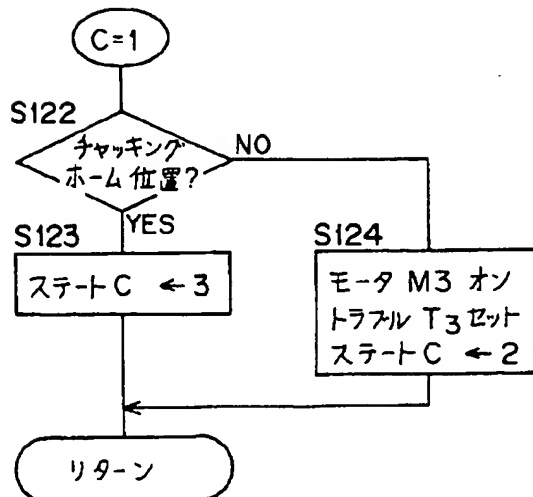 C=1
S122
チャッキング
ホーム位置?
NO
YES
S123
ステートC ←3
S124
モータ M3 オン
トラブル T3セット
ステートC ←2
リターン